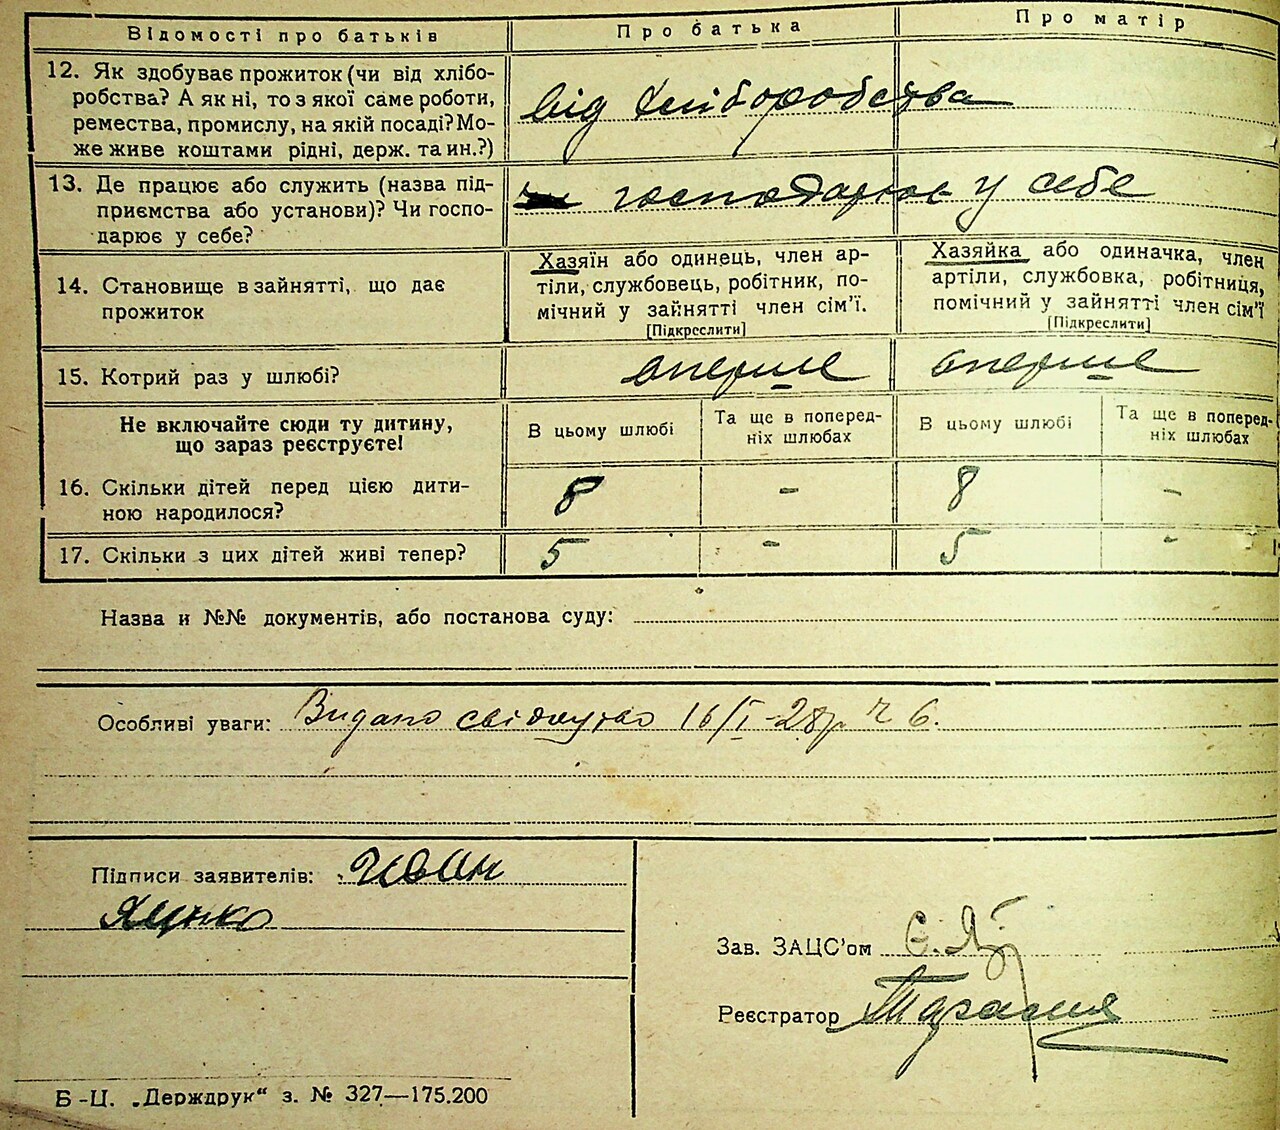 Відомості про батьків
Про батька
Про матір
12. Як здобуває прожиток (чи від хлібо-
робства? А як ні, то з якої саме роботи,
ремества, промислу, на якій посаді? Мо-
же живе коштами рідні, держ. та ин.?)
від хліборобства
13. Де працює або служить (назва під-
приємства або установи)? Чи госпо-
дарює у себе?
господарює у себе
14. Становище в зайнятті, що дає
прожиток
Хазяїн або одинець, член ар-
тіли, службовець, робітник, по-
мічний у зайнятті член сім'ї.
[Підкреслити]
Хазяйка або одиначка, член
артіли, службовка, робітниця,
помічний у зайнятті член сім'ї
[Підкреслити]
15. Котрий раз у шлюбі?
вперше
вперше
Не включайте сюди ту дитину,
що зараз реєструєте!
В цьому шлюбі
Та ще в поперед-
ніх шлюбах
В цьому шлюбі
Та ще в поперед-
ніх шлюбах
16. Скільки дітей перед цією дити-
ною народилося?
8 - 8 -
17. Скільки з цих дітей живі тепер?
5 - 5 -
Назва и №№ документів, або постанова суду:
Особливі уваги: Видано свідоцтво 16/I-28р. Ч 6.
Підписи заявителів: Иван
Яцико
Зав. ЗАЦС'ом
Реєстратор
Б-Ц. „Держдрук“ з. № 327—175.200